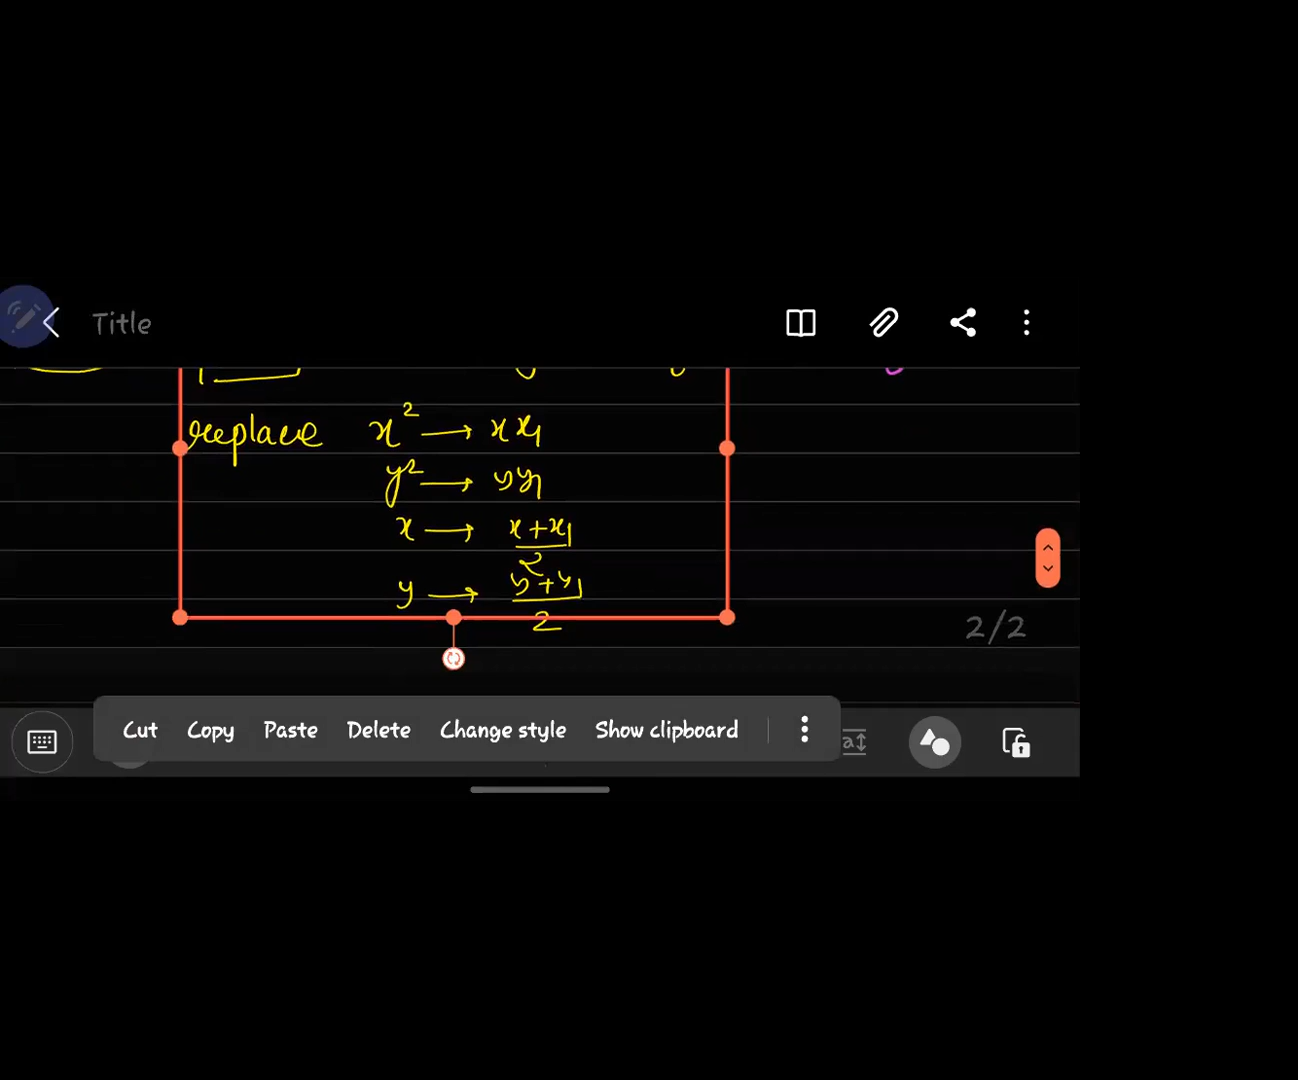 Title
replace x² → xx₁
y² → yy₁
x → x+x₁/2
y → y+y₁/2
2/2
Cut Copy Paste Delete Change style Show clipboard